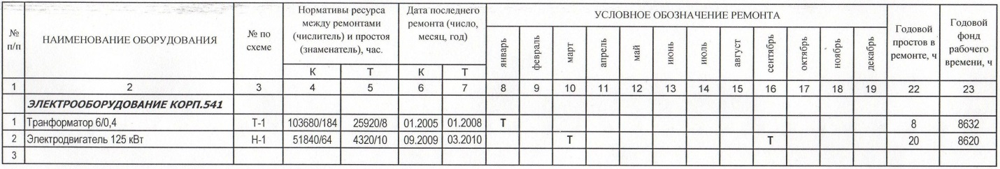 № п/п | НАИМЕНОВАНИЕ ОБОРУДОВАНИЯ | № по схеме | Нормативы ресурса между ремонтами (числитель) и простоя (знаменатель), час. | Дата последнего ремонта (число, месяц, год) | УСЛОВНОЕ ОБОЗНАЧЕНИЕ РЕМОНТА | Годовой простов в ремонте, ч | Годовой фонд рабочего времени, ч
К | Т | К | Т | январь | февраль | март | апрель | май | июнь | июль | август | сентябрь | октябрь | ноябрь | декабрь
1 | 2 | 3 | 4 | 5 | 6 | 7 | 8 | 9 | 10 | 11 | 12 | 13 | 14 | 15 | 16 | 17 | 18 | 19 | 22 | 23
ЭЛЕКТРООБОРУДОВАНИЕ КОРП.541
1 | Транформатор 6/0,4 | Т-1 | 103680/184 | 25920/8 | 01.2005 | 01.2008 | Т | 8 | 8632
2 | Электродвигатель 125 кВт | Н-1 | 51840/64 | 4320/10 | 09.2009 | 03.2010 | Т | Т | 20 | 8620
3